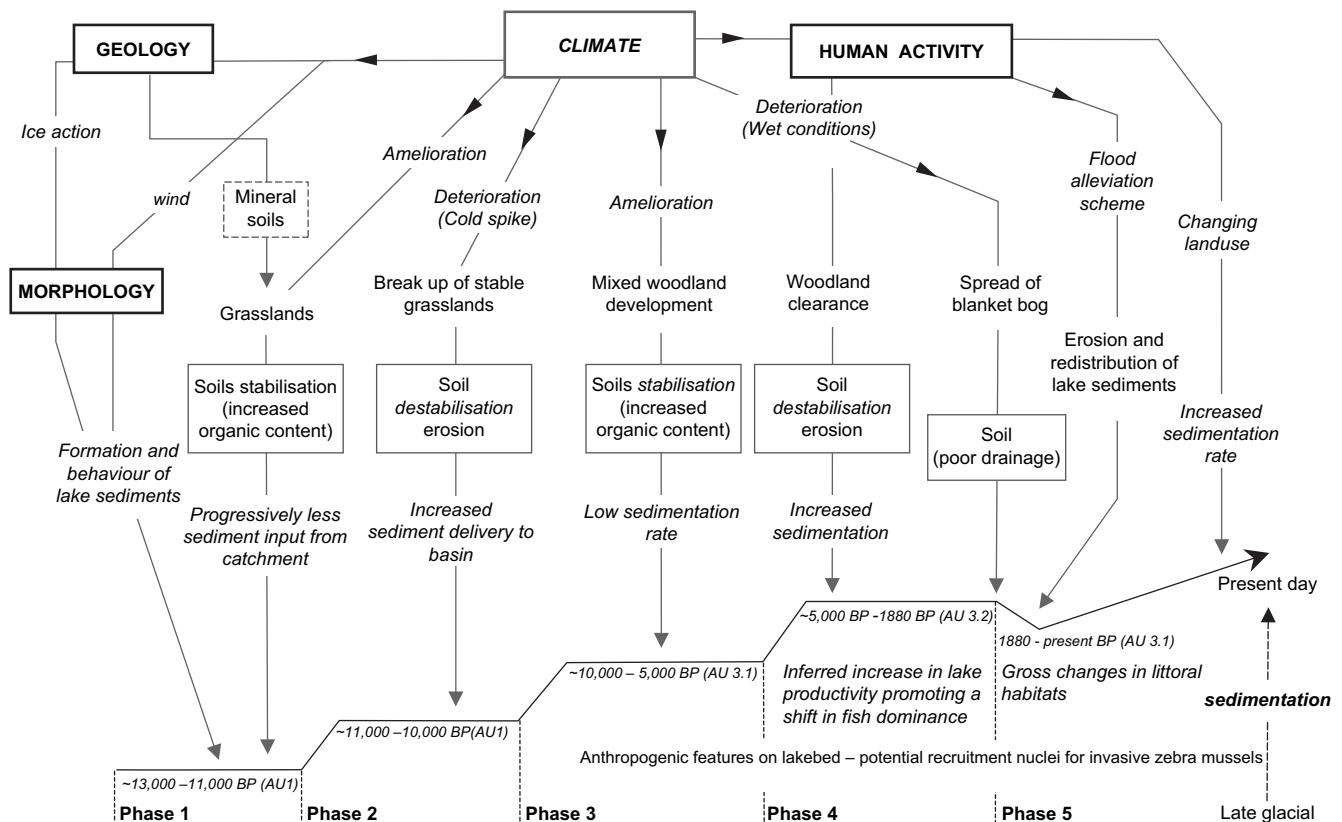 GEOLOGY
CLIMATE
HUMAN ACTIVITY
Ice action
wind
Mineral
soils
Amelioration
Deterioration
(Cold spike)
Amelioration
Deterioration
(Wet conditions)
Flood
alleviation
scheme
Changing
landuse
MORPHOLOGY
Grasslands
Break up of stable
grasslands
Mixed woodland
development
Woodland
clearance
Spread of
blanket bog
Erosion and
redistribution of
lake sediments
Soils stabilisation
(increased
organic content)
Soil
destabilisation
erosion
Soils stabilisation
(increased
organic content)
Soil
destabilisation
erosion
Soil
(poor drainage)
Increased
sedimentation
rate
Formation and
behaviour of
lake sediments
Progressively less
sediment input from
catchment
Increased
sediment delivery to
basin
Low sedimentation
rate
Increased
sedimentation
Present day
~13,000 –11,000 BP (AU1)
~11,000 –10,000 BP(AU1)
~10,000 – 5,000 BP (AU 3.1)
~5,000 BP -1880 BP (AU 3.2)
1880 - present BP (AU 3.1)
Inferred increase in lake
productivity promoting a
shift in fish dominance
Gross changes in littoral
habitats
sedimentation
Anthropogenic features on lakebed – potential recruitment nuclei for invasive zebra mussels
Phase 1
Phase 2
Phase 3
Phase 4
Phase 5
Late glacial